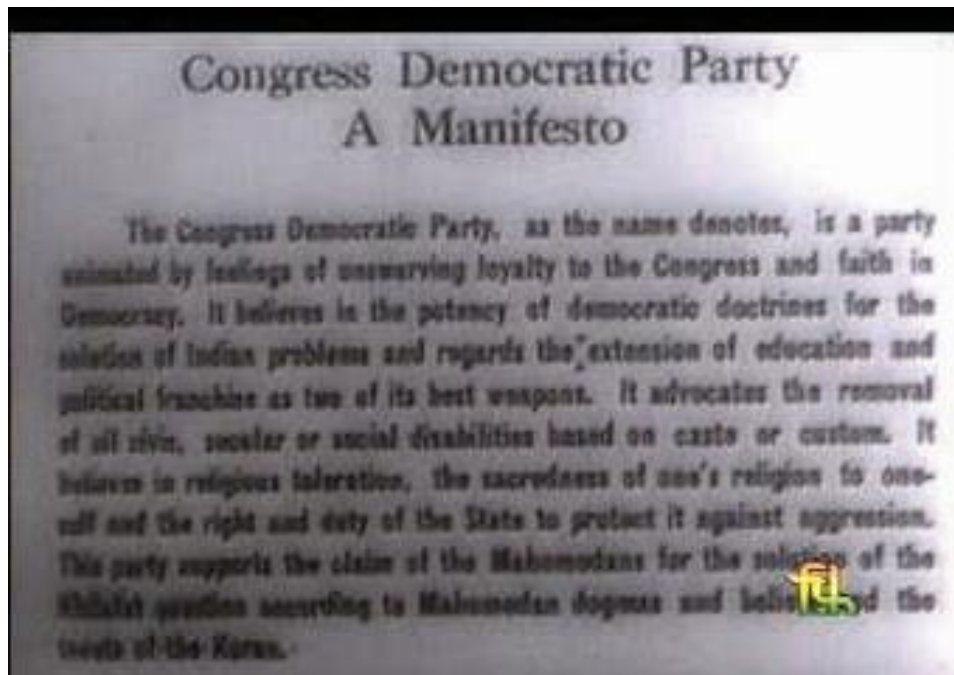 Congress Democratic Party
A Manifesto
The Congress Democratic Party, as the name denotes, is a party
animated by feelings of unswerving loyalty to the Congress and faith in
Democracy. It believes in the potency of democratic doctrines for the
solution of Indian problems and regards the extension of education and
political franchise as two of its best weapons. It advocates the removal
of all civic, secular or social disabilities based on caste or custom. It
believes in religious toleration, the sacredness of one's religion to one-
self and the right and duty of the State to protect it against aggression.
This party supports the claim of the Mahomedans for the solution of the
Khilafat question according to Mahomedan dogmas and and the
tenets of the Koran.